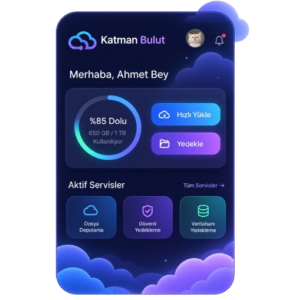 Katman Bulut
Merhaba, Ahmet Bey
%85 Dolu
650 GB / 1 TB
Kullanılıyor
Hızlı Yükle
Yedekle
Aktif Servisler
Tüm Servisler →
Dosya
Depolama
Güvenli
Yedekleme
Veritabanı
Yedekleme